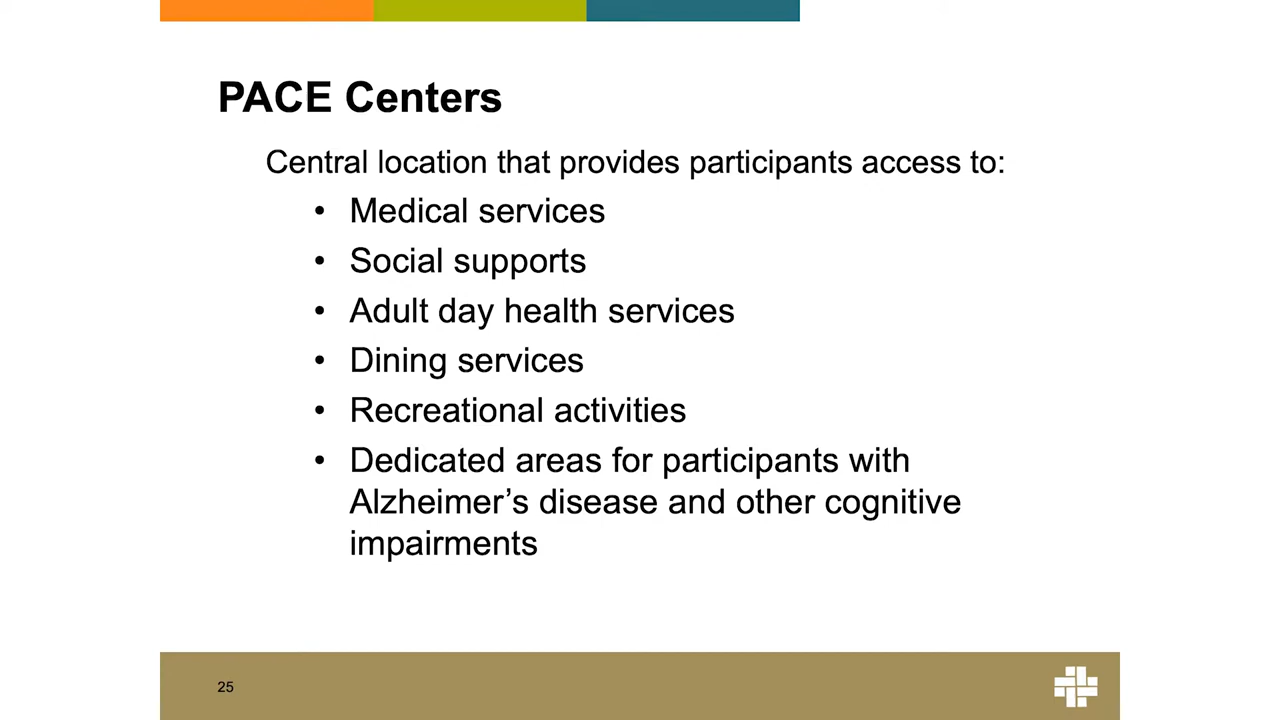 PACE Centers
Central location that provides participants access to:
• Medical services
• Social supports
• Adult day health services
• Dining services
• Recreational activities
• Dedicated areas for participants with
Alzheimer’s disease and other cognitive
impairments
25